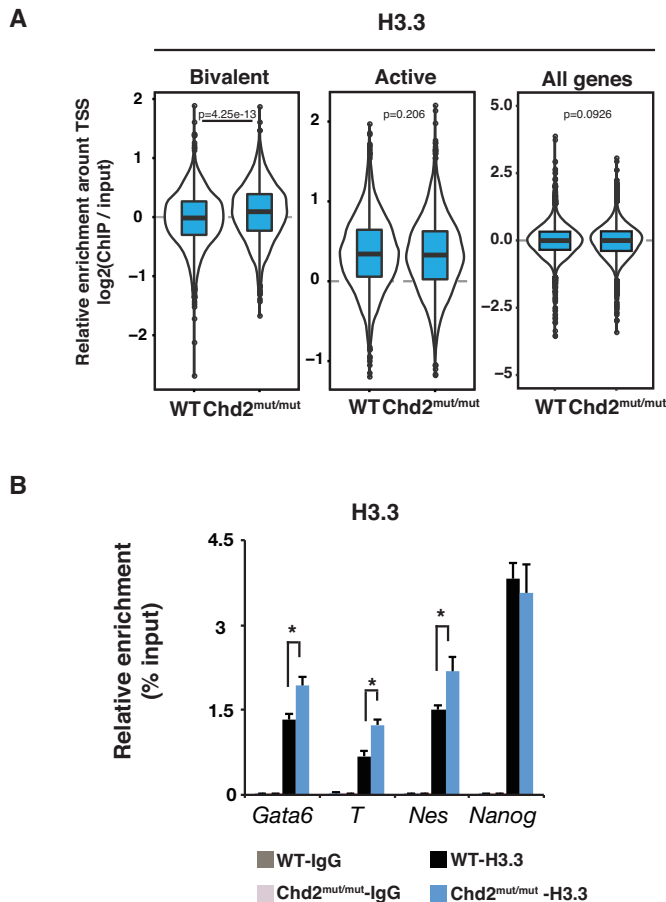 A
H3.3
Bivalent
Active
All genes
Relative enrichment arount TSS
log2(ChIP / input)
2
1
0
−1
−2
p=4.25e-13
WT Chd2mut/mut
2
1
0
−1
p=0.206
WT Chd2mut/mut
5.0
2.5
0.0
−2.5
−5
p=0.0926
WT Chd2mut/mut
B
H3.3
Relative enrichment
(% input)
4.5
3
1.5
0
*
*
*
Gata6 T Nes Nanog
WT-IgG
WT-H3.3
Chd2mut/mut-IgG
Chd2mut/mut -H3.3